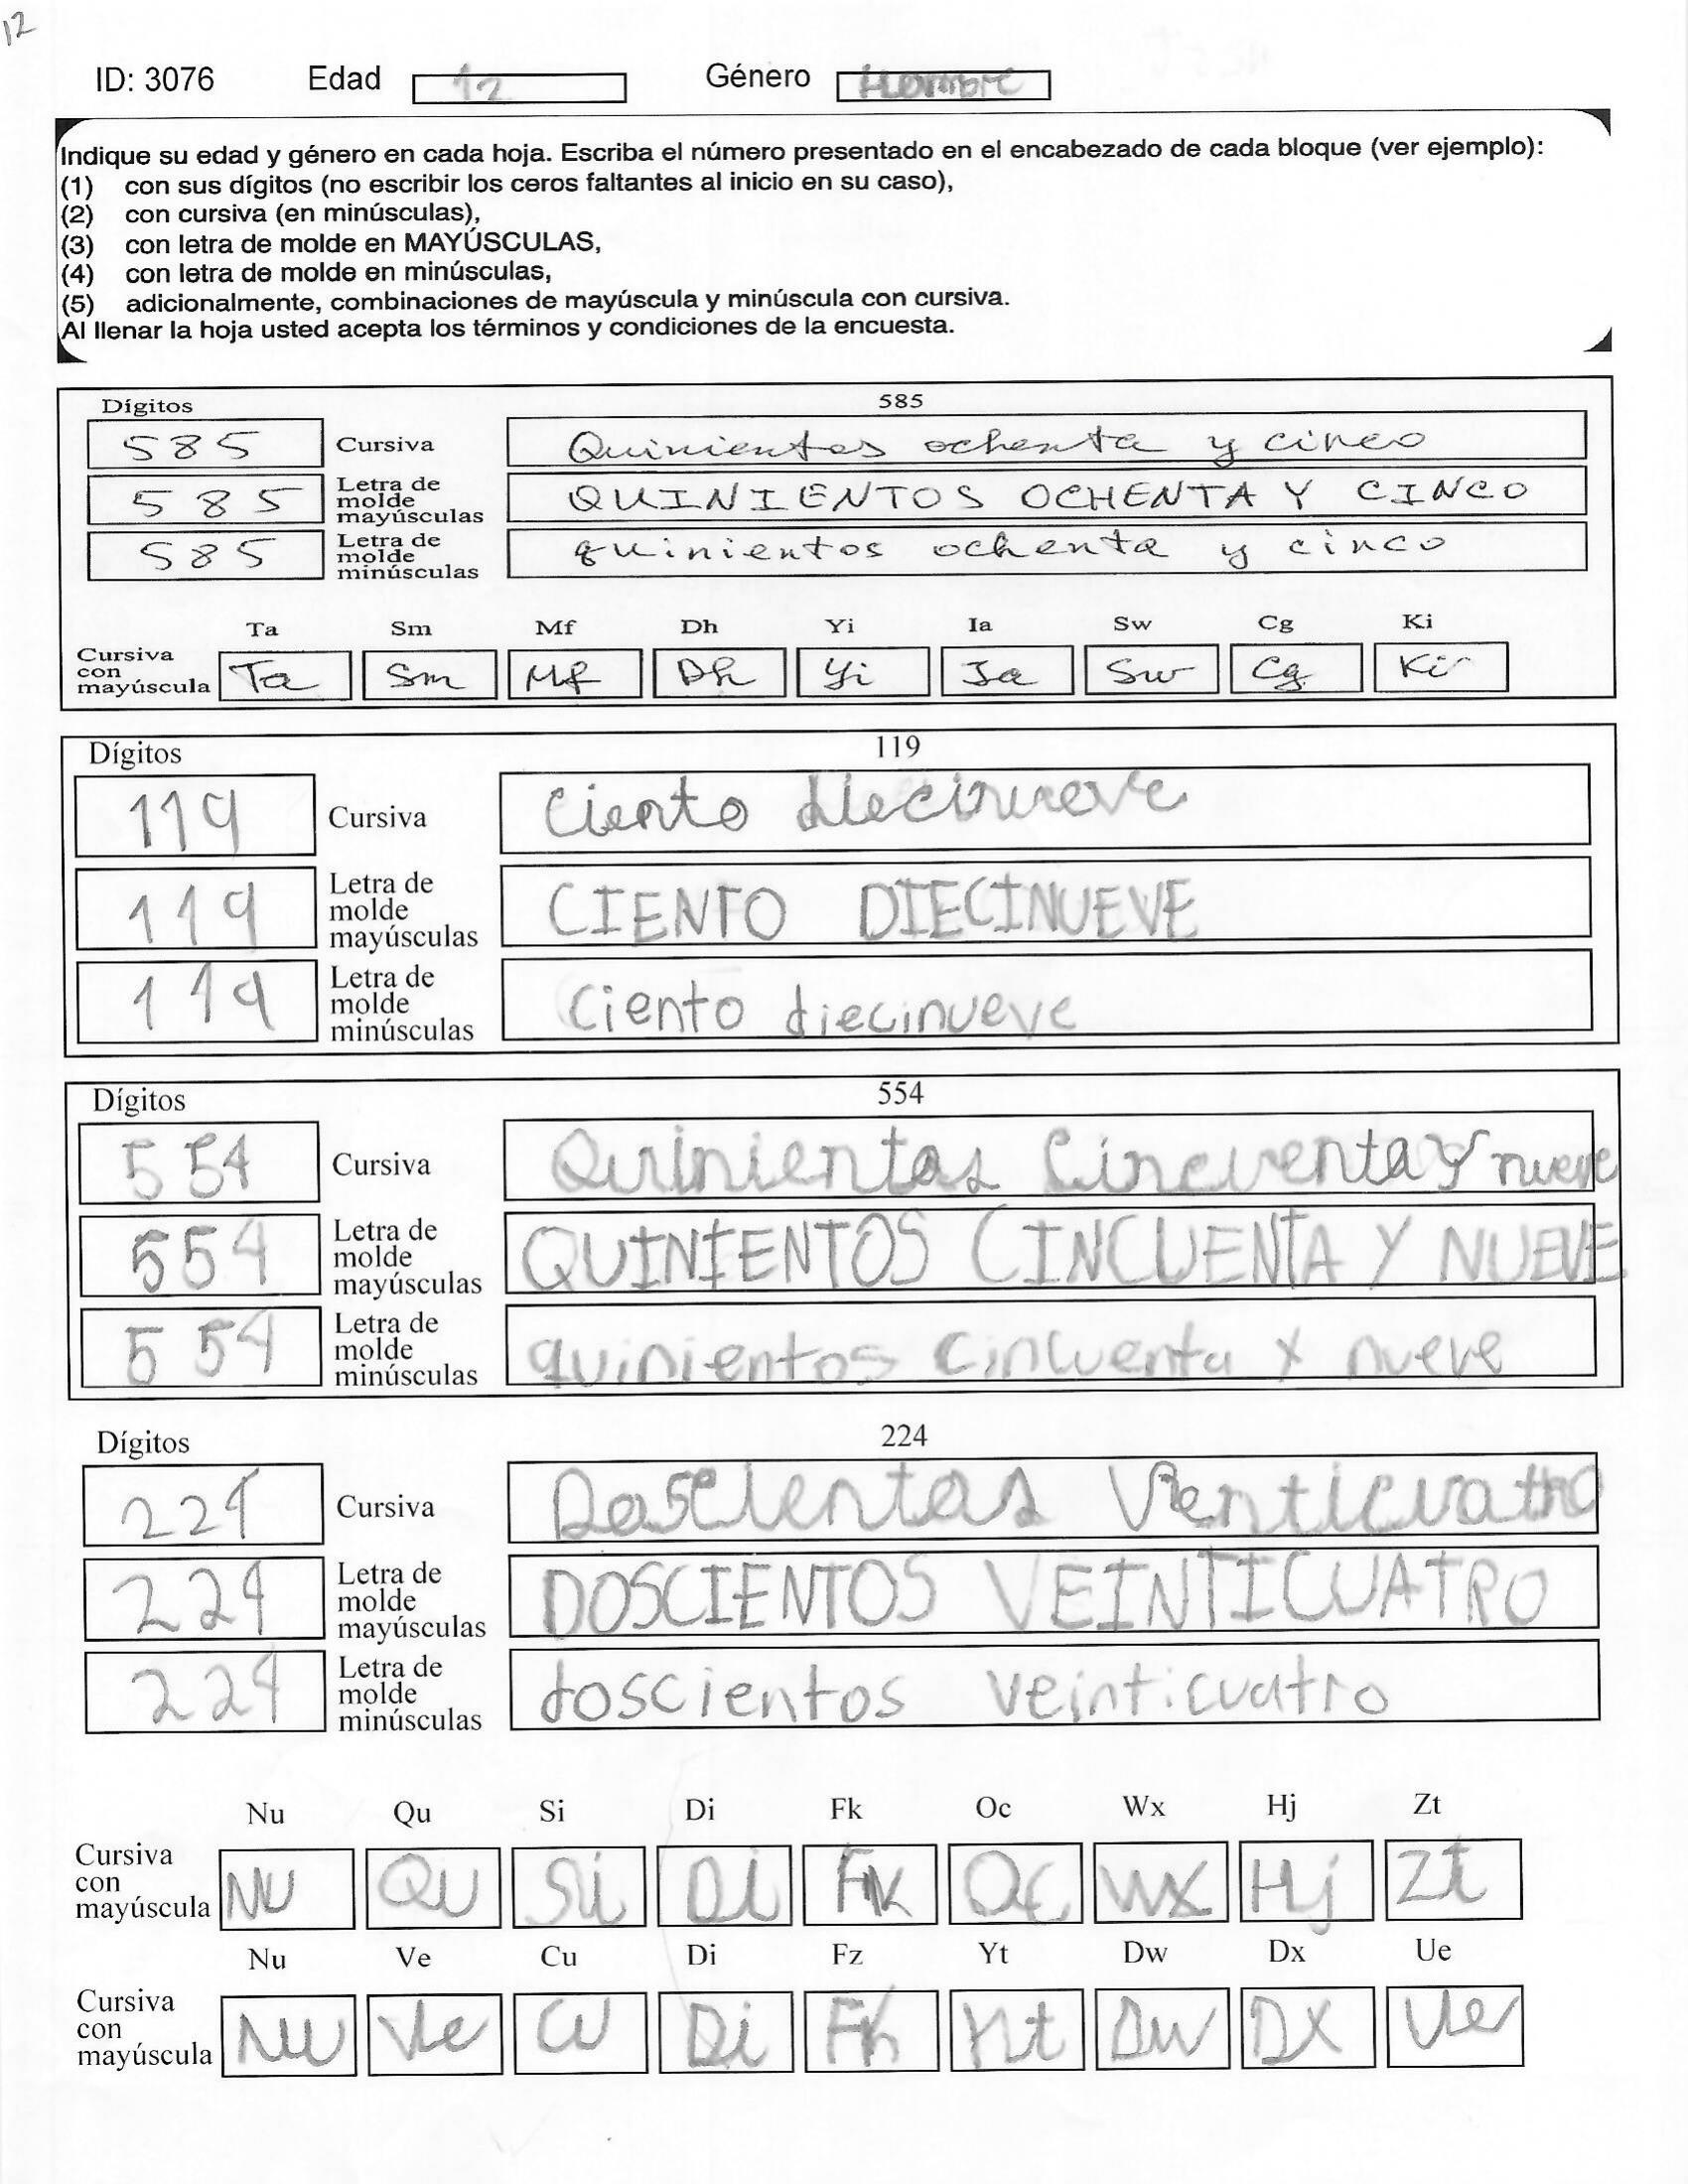 12
ID: 3076 Edad 12 Género Hombre
Indique su edad y género en cada hoja. Escriba el número presentado en el encabezado de cada bloque (ver ejemplo):
(1) con sus dígitos (no escribir los ceros faltantes al inicio en su caso),
(2) con cursiva (en minúsculas),
(3) con letra de molde en MAYÚSCULAS,
(4) con letra de molde en minúsculas,
(5) adicionalmente, combinaciones de mayúscula y minúscula con cursiva.
Al llenar la hoja usted acepta los términos y condiciones de la encuesta.
Dígitos 585
585 Cursiva Quinientos ochenta y cinco
585 Letra de molde mayúsculas QUINIENTOS OCHENTA Y CINCO
585 Letra de molde minúsculas quinientos ochenta y cinco
Ta Sm Mf Dh Yi Ia Sw Cg Ki
Cursiva con mayúscula Ta Sm Mf Dh Yi Ia Sw Cg Ki
Dígitos 119
119 Cursiva Ciento diecinueve
119 Letra de molde mayúsculas CIENTO DIECINUEVE
119 Letra de molde minúsculas Ciento diecinueve
Dígitos 554
554 Cursiva Quinientos Cincuenta y nueve
554 Letra de molde mayúsculas QUINIENTOS CINCUENTA Y NUEVE
554 Letra de molde minúsculas quinientos cincuenta y nueve
Dígitos 224
224 Cursiva Doscientos Venticuatro
224 Letra de molde mayúsculas DOSCIENTOS VEINTICUATRO
224 Letra de molde minúsculas doscientos veinticuatro
Nu Qu Si Di Fk Oc Wx Hj Zt
Cursiva con mayúscula NU QU Si Di Fk Oc Wx Hj Zt
Nu Ve Cu Di Fz Yt Dw Dx Ue
Cursiva con mayúscula Nu Ve Cu Di Yt Dw Dx Ue